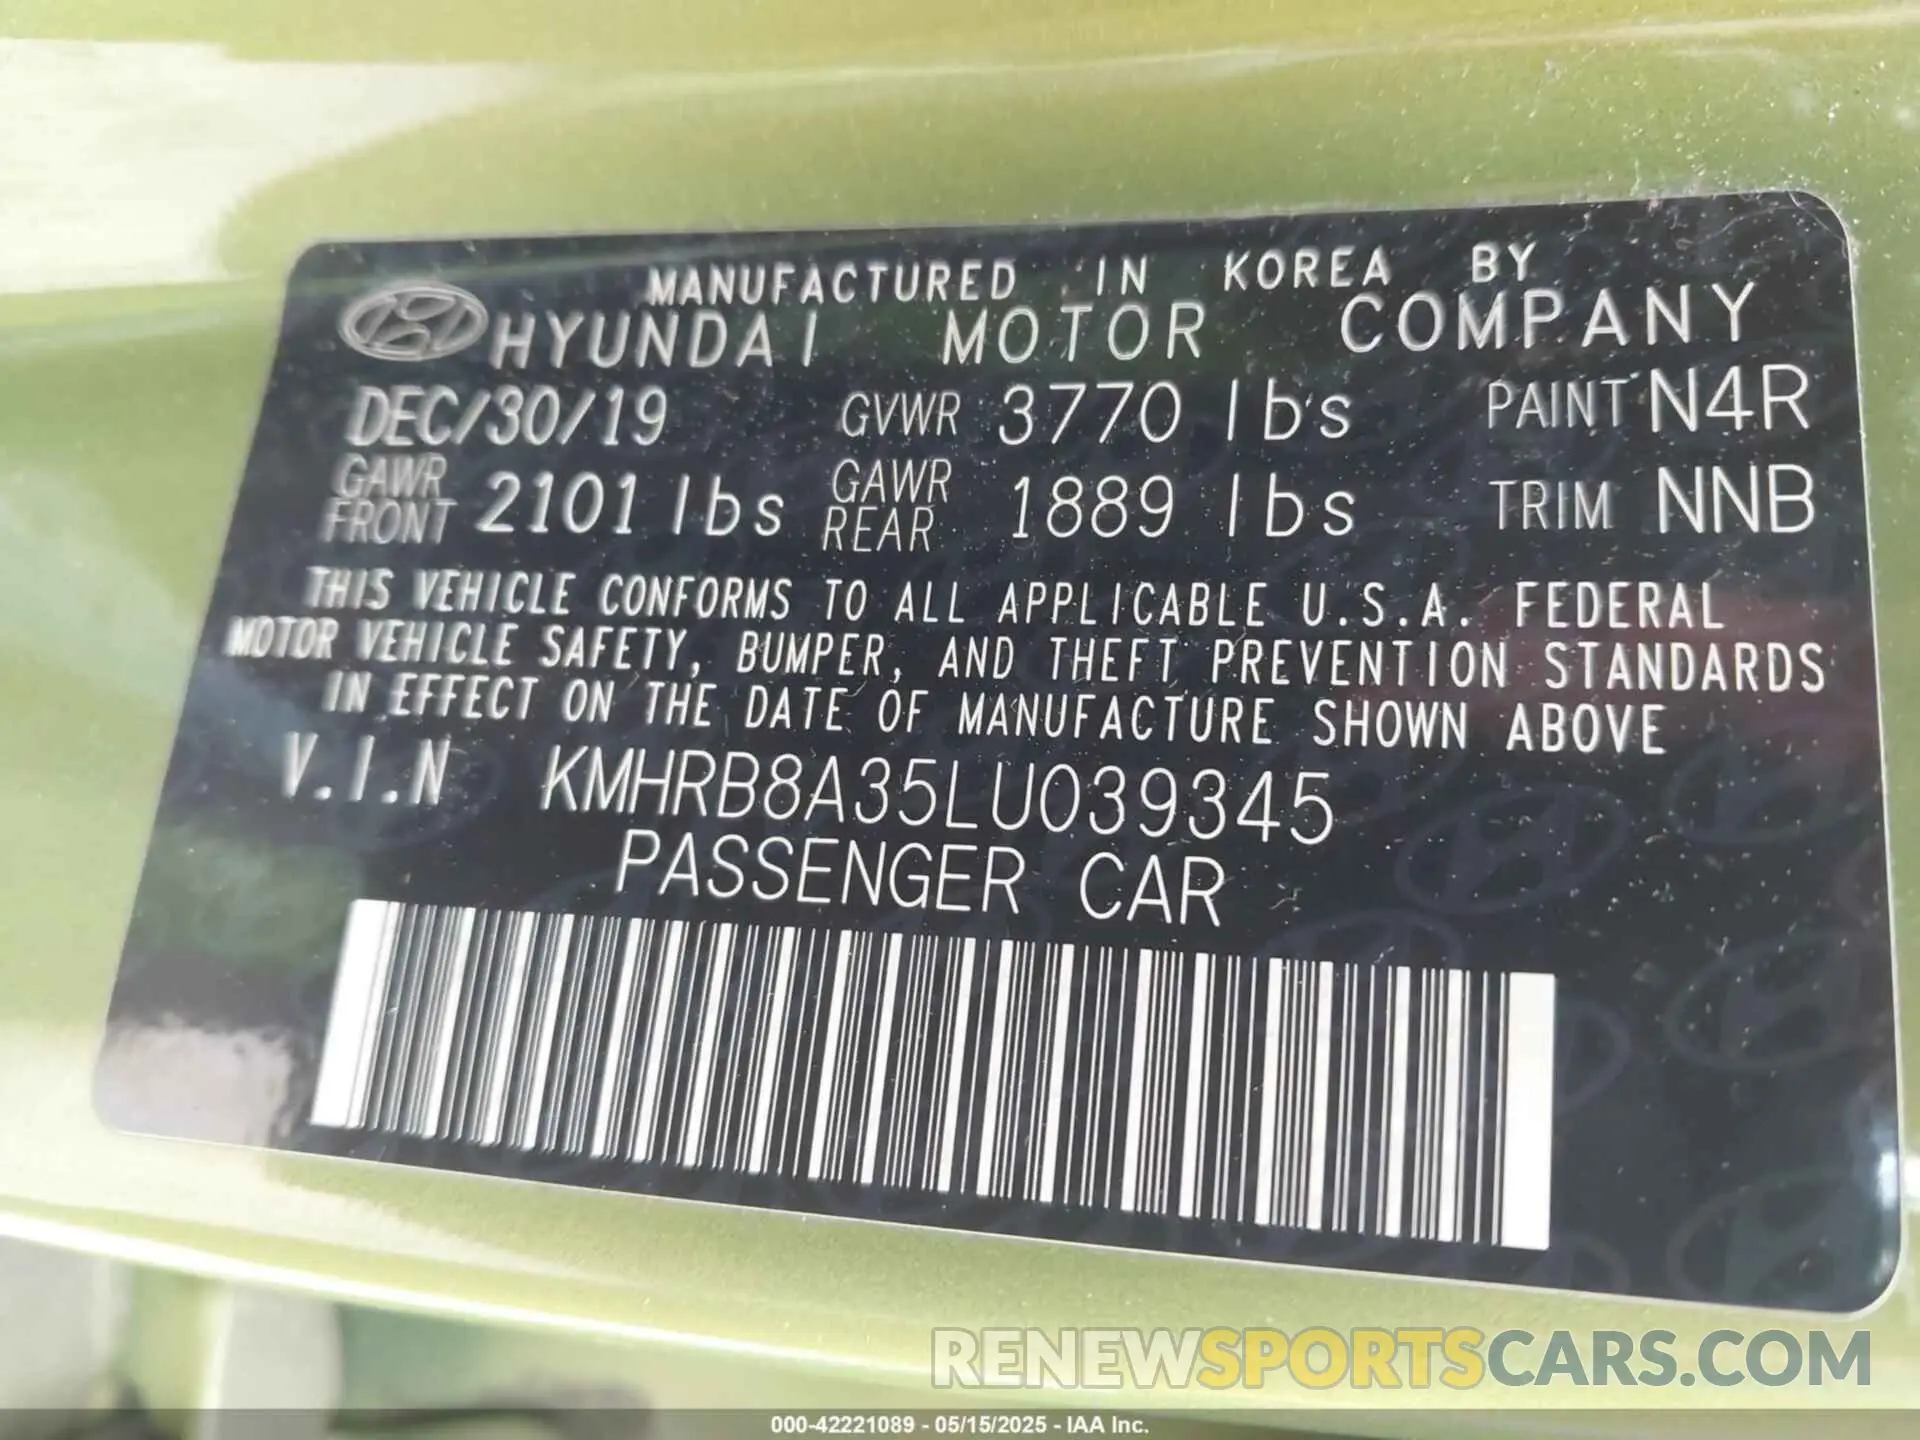 MANUFACTURED IN KOREA BY
HYUNDAI MOTOR COMPANY
DEC/30/19 GVWR 3770 lbs PAINT N4R
GAWR FRONT 2101 lbs GAWR REAR 1889 lbs TRIM NNB
THIS VEHICLE CONFORMS TO ALL APPLICABLE U.S.A. FEDERAL
MOTOR VEHICLE SAFETY, BUMPER, AND THEFT PREVENTION STANDARDS
IN EFFECT ON THE DATE OF MANUFACTURE SHOWN ABOVE
V.I.N KMHRB8A35LU039345
PASSENGER CAR
RENEWSPORTSCARS.COM
000-42221089 - 05/15/2025 - IAA Inc.